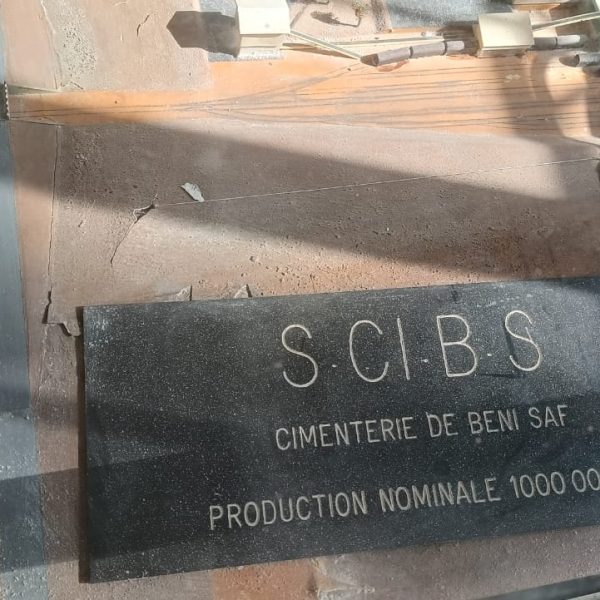 S.CI.B.S
CIMENTERIE DE BENI SAF
PRODUCTION NOMINALE 1000 00